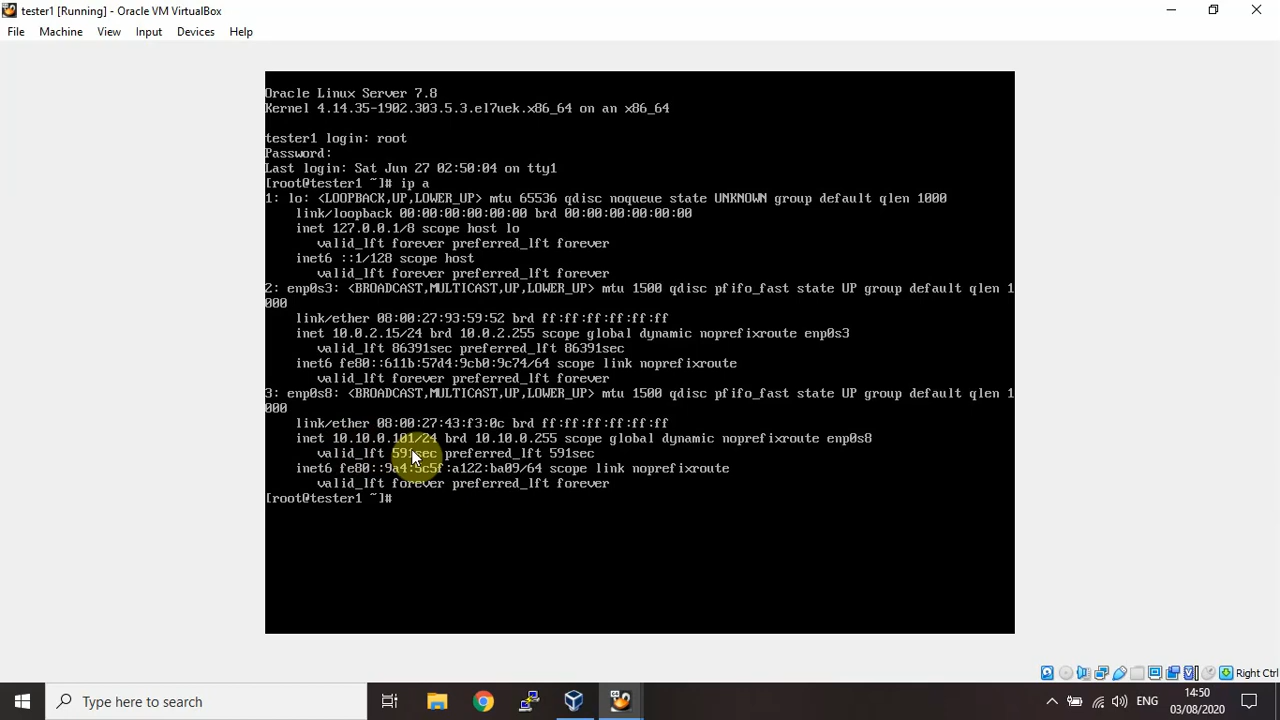 tester1 [Running] - Oracle VM VirtualBox
File Machine View Input Devices Help
Oracle Linux Server 7.8
Kernel 4.14.35-1902.303.5.3.el7uek.x86_64 on an x86_64
tester1 login: root
Password:
Last login: Sat Jun 27 02:50:04 on tty1
[root@tester1 ~]# ip a
1: lo: <LOOPBACK,UP,LOWER_UP> mtu 65536 qdisc noqueue state UNKNOWN group default qlen 1000
link/loopback 00:00:00:00:00:00 brd 00:00:00:00:00:00
inet 127.0.0.1/8 scope host lo
valid_lft forever preferred_lft forever
inet6 ::1/128 scope host
valid_lft forever preferred_lft forever
2: enp0s3: <BROADCAST,MULTICAST,UP,LOWER_UP> mtu 1500 qdisc pfifo_fast state UP group default qlen 1
000
link/ether 08:00:27:93:59:52 brd ff:ff:ff:ff:ff:ff
inet 10.0.2.15/24 brd 10.0.2.255 scope global dynamic noprefixroute enp0s3
valid_lft 86391sec preferred_lft 86391sec
inet6 fe80::611b:57d4:9cb0:9c74/64 scope link noprefixroute
valid_lft forever preferred_lft forever
3: enp0s8: <BROADCAST,MULTICAST,UP,LOWER_UP> mtu 1500 qdisc pfifo_fast state UP group default qlen 1
000
link/ether 08:00:27:43:f3:0c brd ff:ff:ff:ff:ff:ff
inet 10.10.0.101/24 brd 10.10.0.255 scope global dynamic noprefixroute enp0s8
valid_lft 591sec preferred_lft 591sec
inet6 fe80::9a4:5c5f:a122:ba09/64 scope link noprefixroute
valid_lft forever preferred_lft forever
[root@tester1 ~]#
Right Ctrl
Type here to search
ENG
14:50
03/08/2020